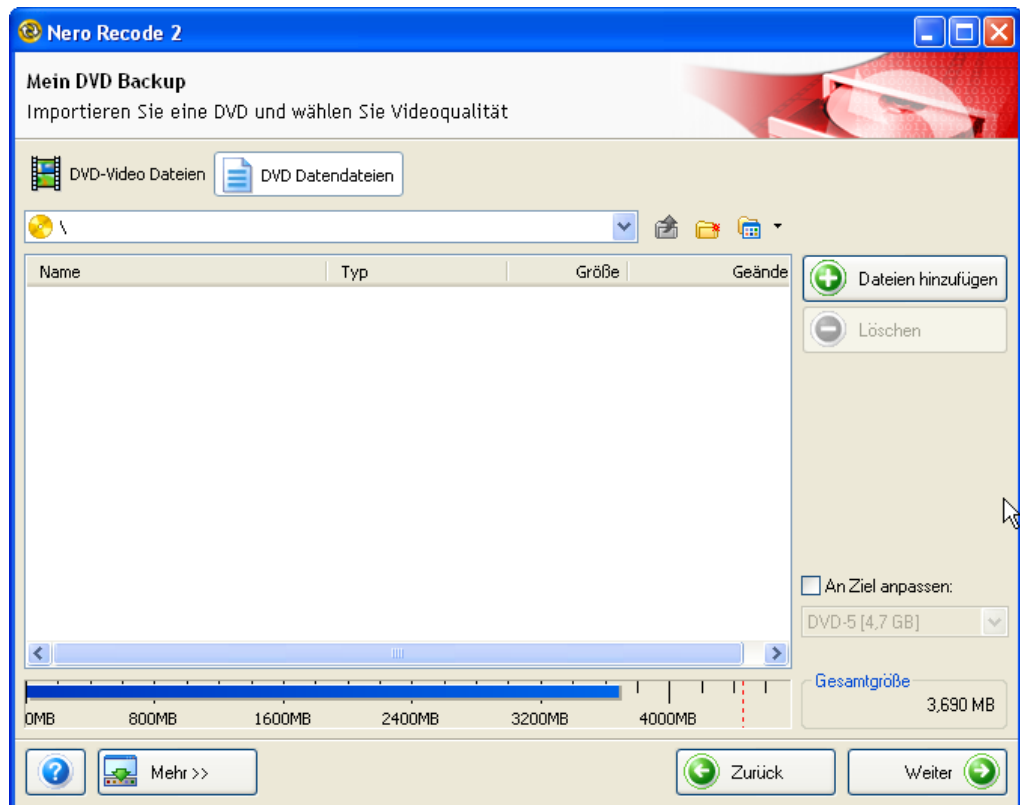 Nero Recode 2
Mein DVD Backup
Importieren Sie eine DVD und wählen Sie Videoqualität
DVD-Video Dateien
DVD Datendateien
\
Name Typ Größe Geände
Dateien hinzufügen
Löschen
An Ziel anpassen:
DVD-5 [4,7 GB]
Gesamtgröße
3,690 MB
0MB 800MB 1600MB 2400MB 3200MB 4000MB
Mehr >>
Zurück
Weiter